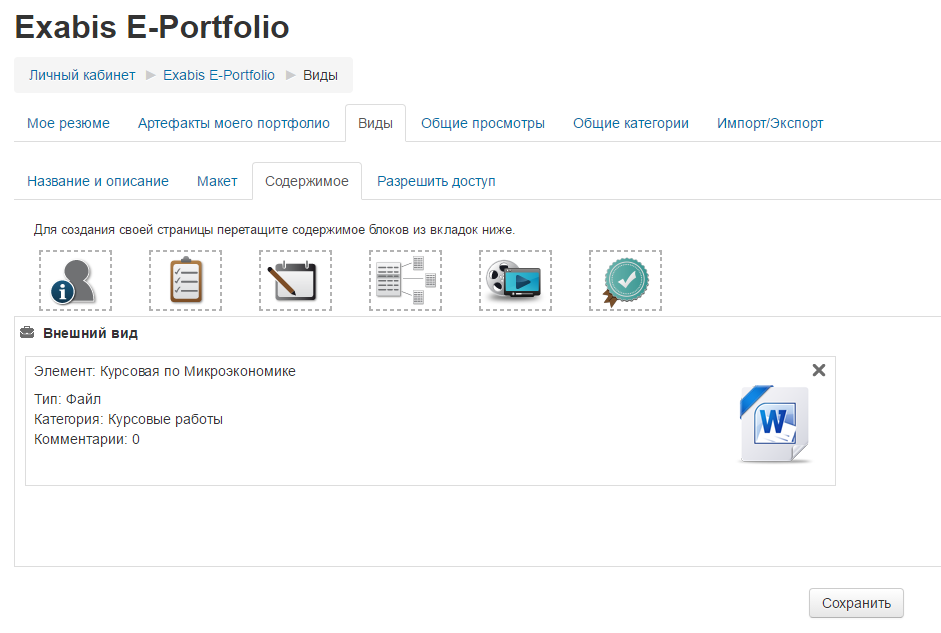 Exabis E-Portfolio
Личный кабинет ▶ Exabis E-Portfolio ▶ Виды
Мое резюме Артефакты моего портфолио Виды Общие просмотры Общие категории Импорт/Экспорт
Название и описание Макет Содержимое Разрешить доступ
Для создания своей страницы перетащите содержимое блоков из вкладок ниже.
Внешний вид
Элемент: Курсовая по Микроэкономике
Тип: Файл
Категория: Курсовые работы
Комментарии: 0
W
Сохранить